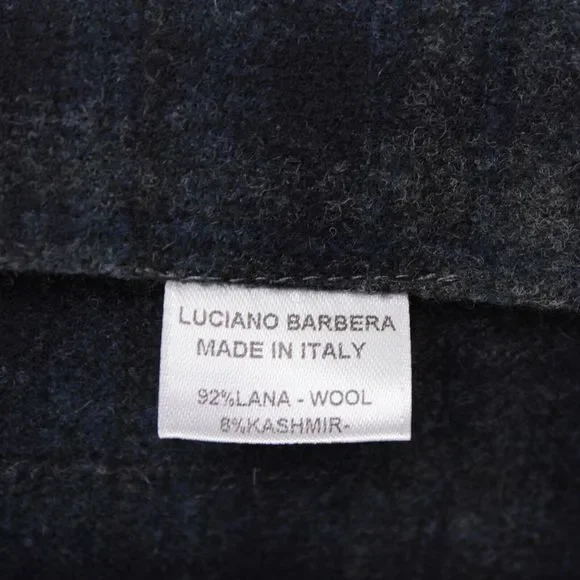 LUCIANO BARBERA
MADE IN ITALY
92%LANA - WOOL
8%KASHMIR-